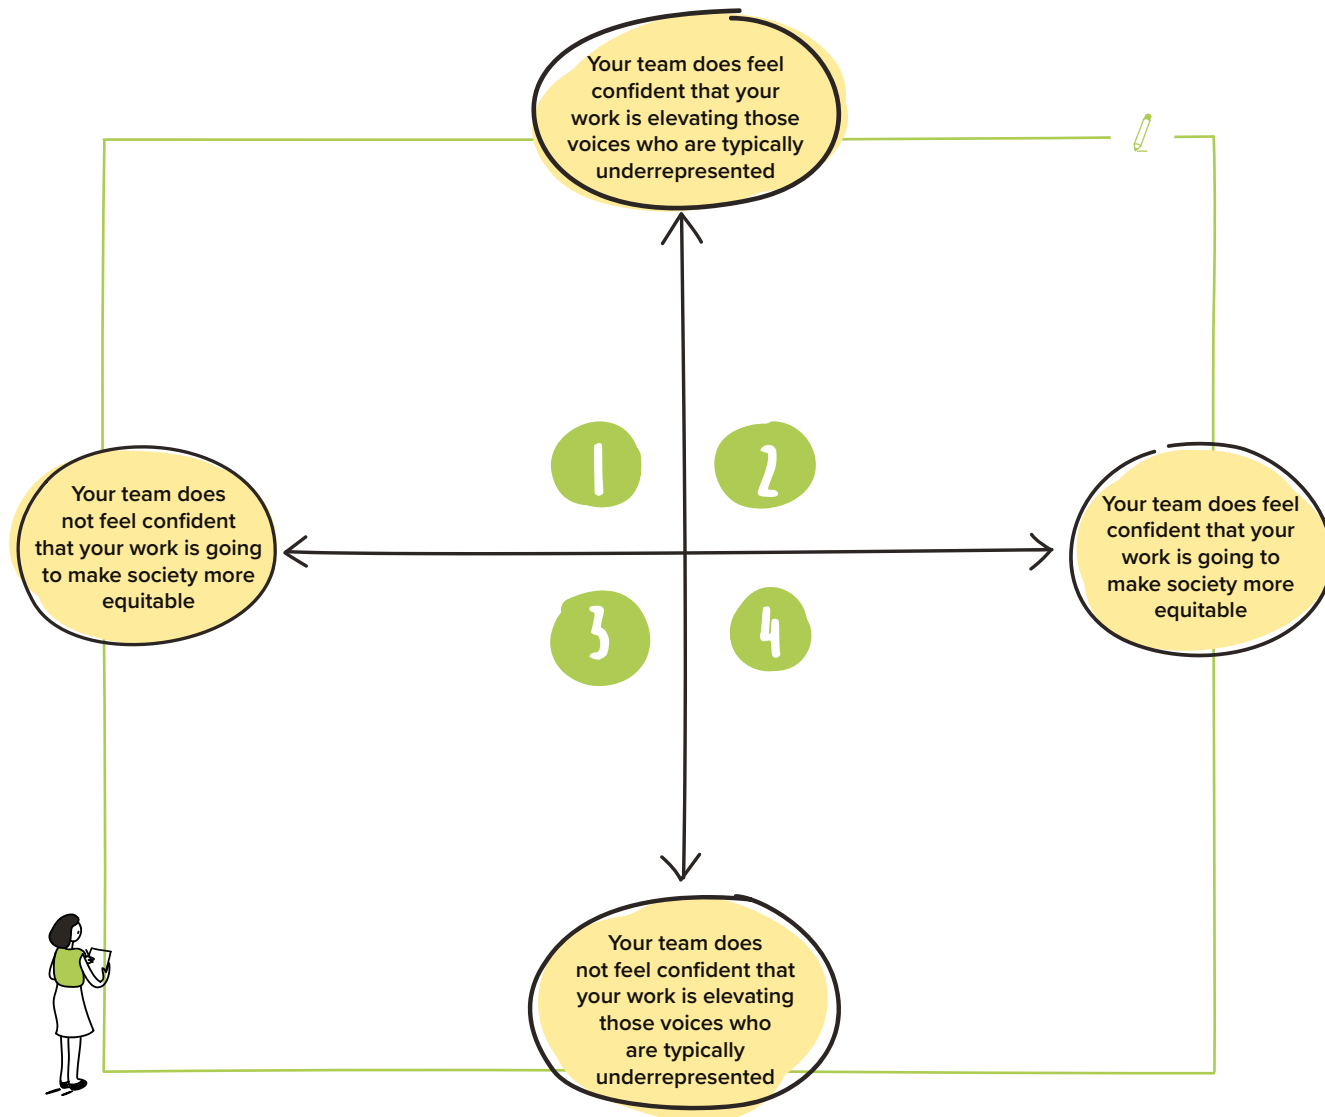 Your team does feel
confident that your
work is elevating those
voices who are typically
underrepresented
1
2
Your team does
not feel confident
that your work is going
to make society more
equitable
Your team does feel
confident that your
work is going to
make society more
equitable
3
4
Your team does
not feel confident that
your work is elevating
those voices who
are typically
underrepresented